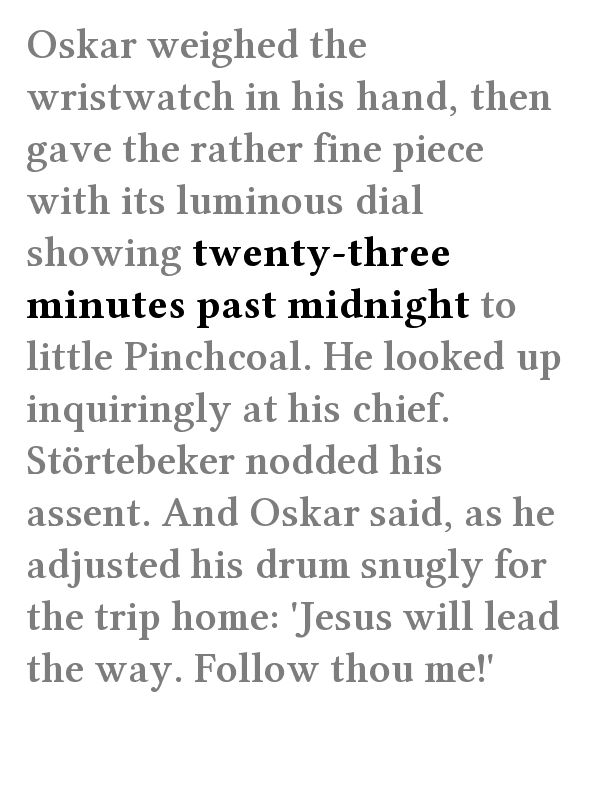 Oskar weighed the
wristwatch in his hand, then
gave the rather fine piece
with its luminous dial
showing twenty-three
minutes past midnight to
little Pinchcoal. He looked up
inquiringly at his chief.
Störtebeker nodded his
assent. And Oskar said, as he
adjusted his drum snugly for
the trip home: 'Jesus will lead
the way. Follow thou me!'